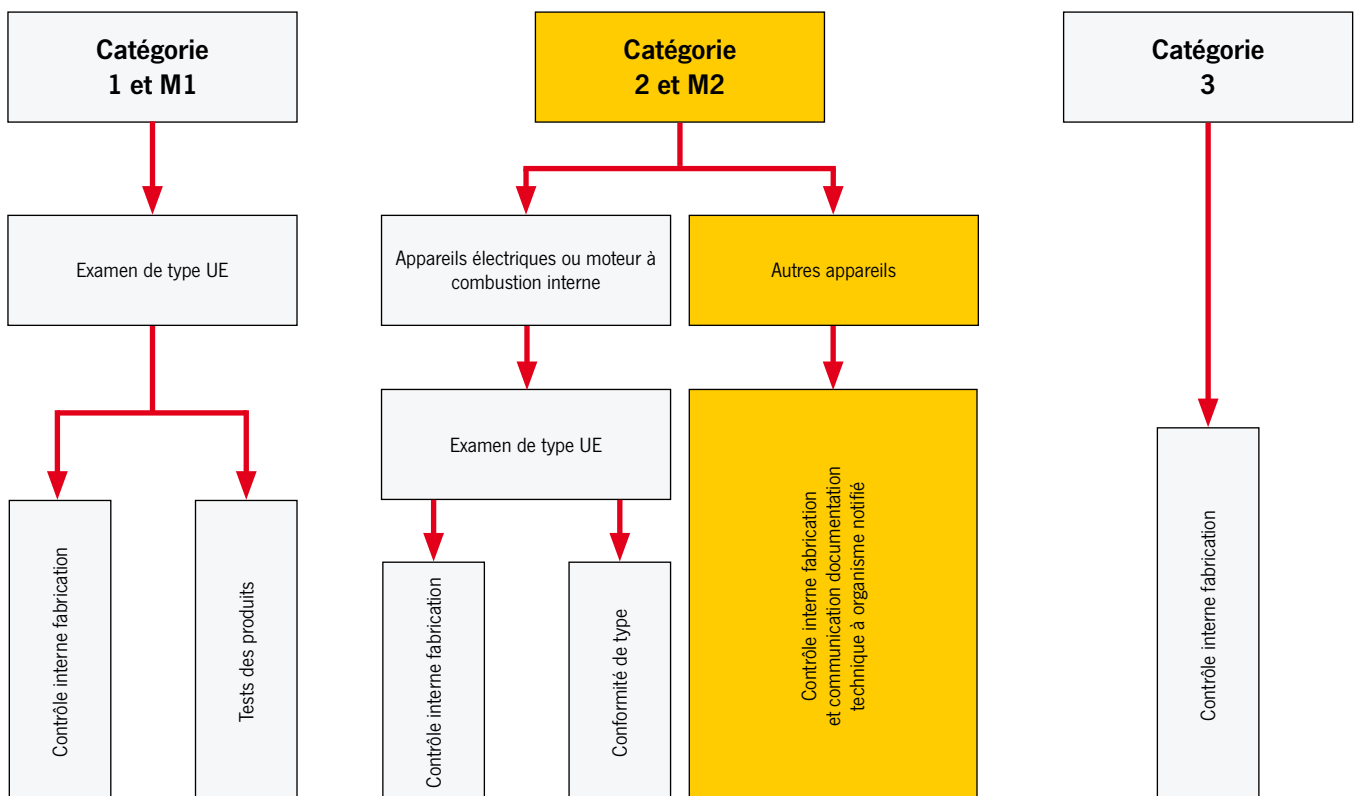 Catégorie
1 et M1
Catégorie
2 et M2
Catégorie
3
Examen de type UE
Appareils électriques ou moteur à
combustion interne
Autres appareils
Examen de type UE
Contrôle interne fabrication
Tests des produits
Contrôle interne fabrication
Conformité de type
Contrôle interne fabrication
et communication documentation
technique à organisme notifié
Contrôle interne fabrication